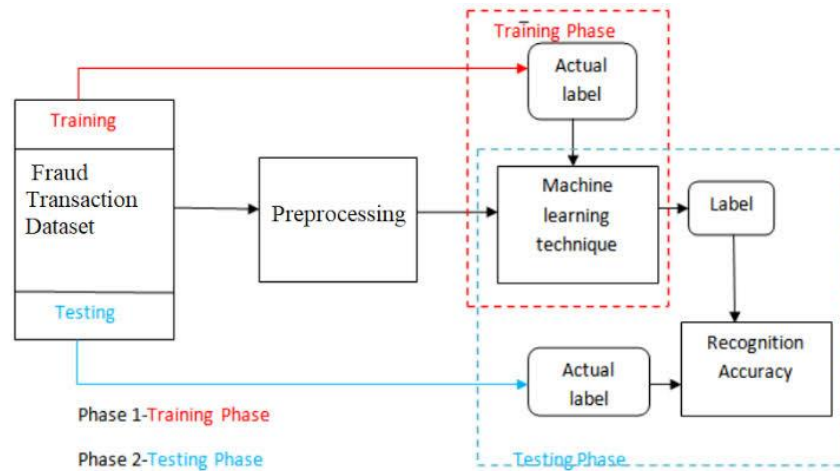 Training Phase
Actual
label
Training
Fraud
Transaction
Dataset
Preprocessing
Machine
learning
technique
Label
Testing
Recognition
Accuracy
Actual
label
Phase 1-Training Phase
Phase 2-Testing Phase
Testing Phase